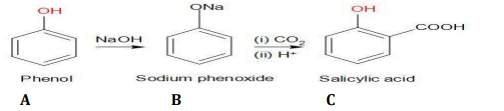 OH
ONa
OH
COOH
NaOH
(i) CO2
(ii) H+
Phenol
Sodium phenoxide
Salicylic acid
A
B
C